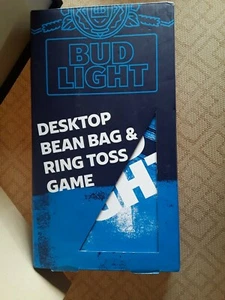 BUD
LIGHT
DESKTOP
BEAN BAG &
RING TOSS
GAME